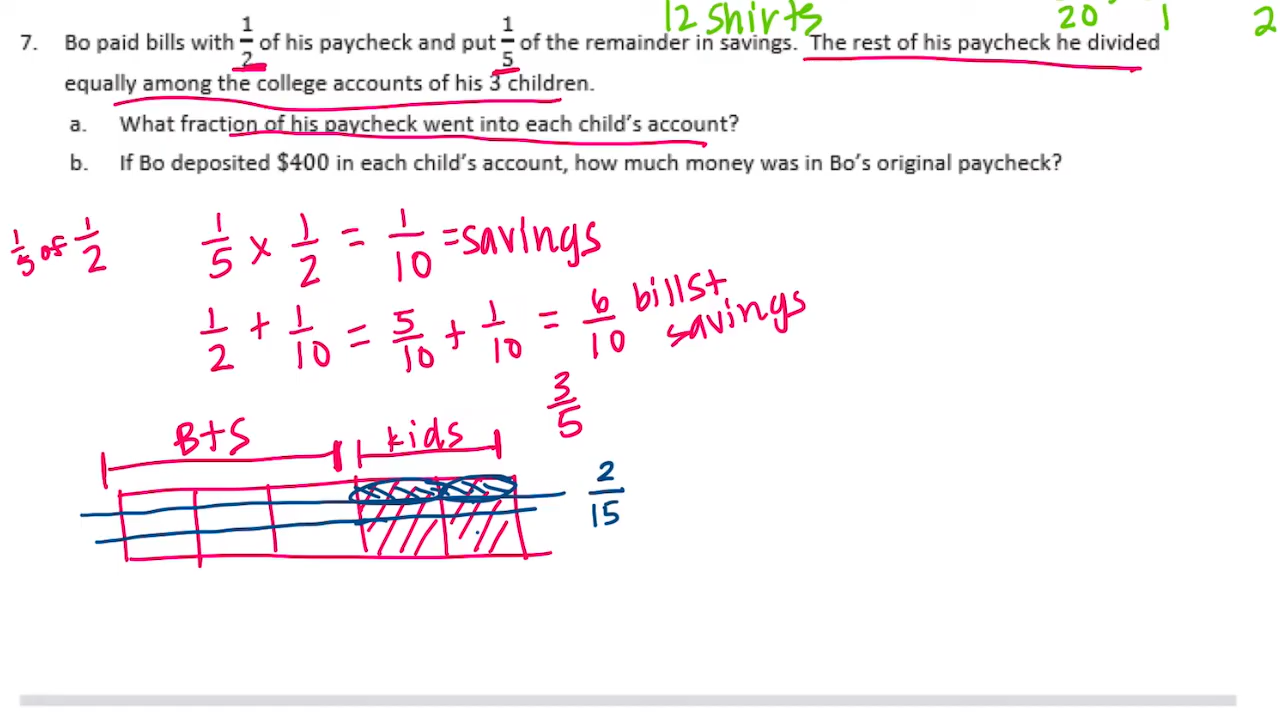 12 shirts 20 1 2
7. Bo paid bills with 1/2 of his paycheck and put 1/5 of the remainder in savings. The rest of his paycheck he divided
equally among the college accounts of his 3 children.
a. What fraction of his paycheck went into each child's account?
b. If Bo deposited $400 in each child's account, how much money was in Bo's original paycheck?
1/5 of 1/2
1/5 x 1/2 = 1/10 = savings
1/2 + 1/10 = 5/10 + 1/10 = 6/10 bills+
savings
3/5
B+S kids
2/15